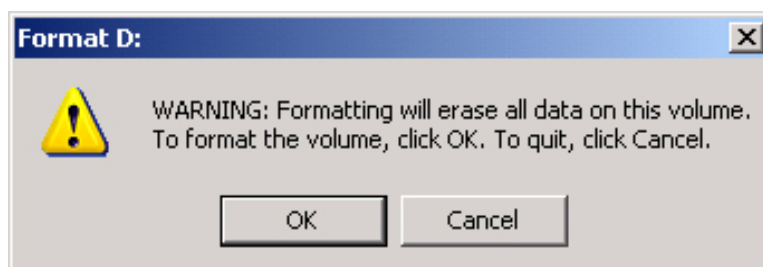 Format D:
WARNING: Formatting will erase all data on this volume.
To format the volume, click OK. To quit, click Cancel.
OK
Cancel